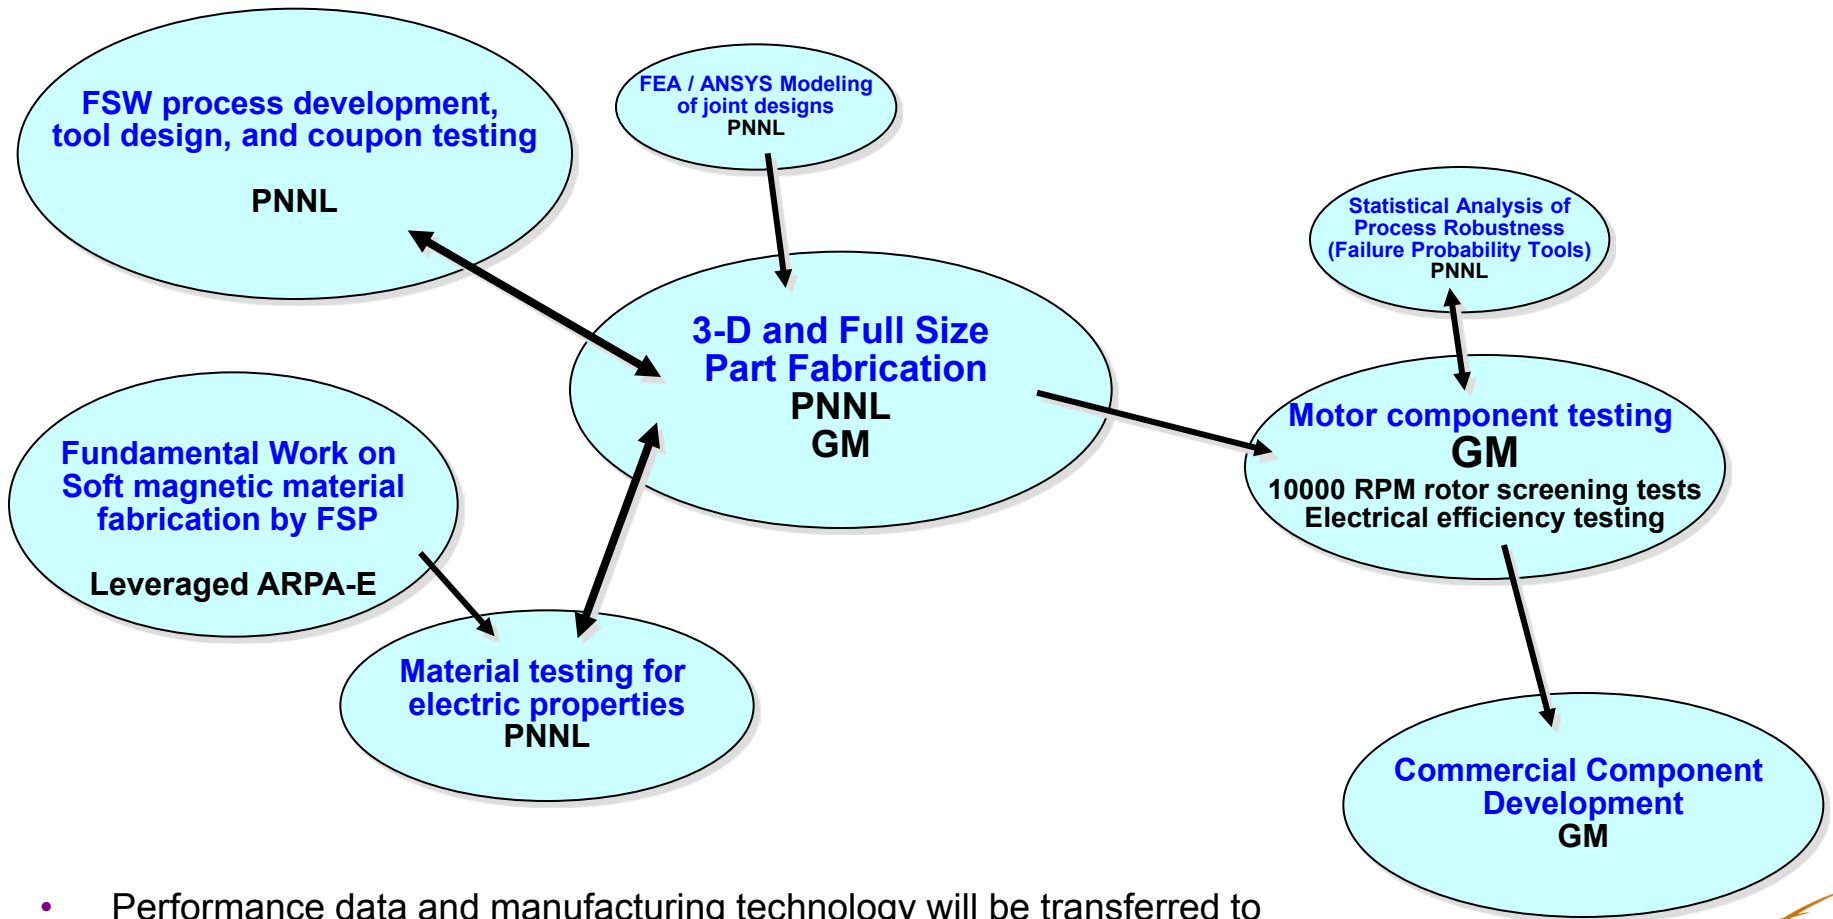 FSW process development,
tool design, and coupon testing
PNNL
FEA / ANSYS Modeling
of joint designs
PNNL
Statistical Analysis of
Process Robustness
(Failure Probability Tools)
PNNL
3-D and Full Size
Part Fabrication
PNNL
GM
Motor component testing
GM
10000 RPM rotor screening tests
Electrical efficiency testing
Fundamental Work on
Soft magnetic material
fabrication by FSP
Leveraged ARPA-E
Material testing for
electric properties
PNNL
Commercial Component
Development
GM
• Performance data and manufacturing technology will be transferred to